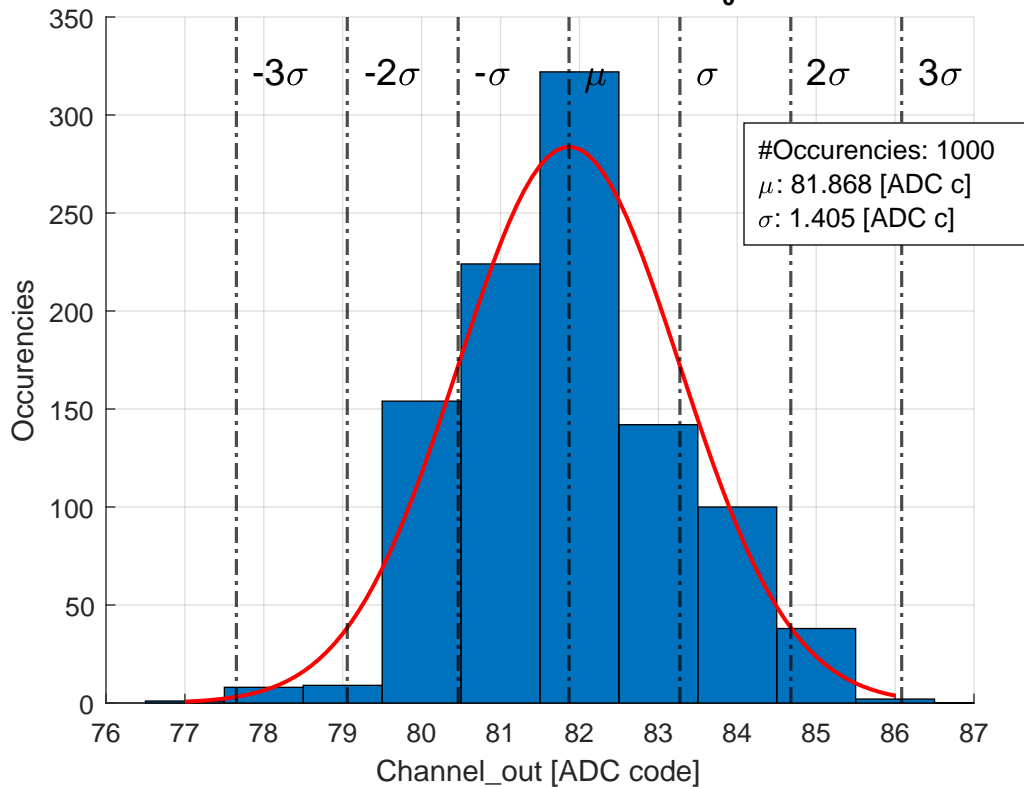 350
300
250
200
150
100
50
0
-3σ -2σ -σ μ σ 2σ 3σ
#Occurencies: 1000
μ: 81.868 [ADC c]
σ: 1.405 [ADC c]
Occurencies
76 77 78 79 80 81 82 83 84 85 86 87
Channel_out [ADC code]